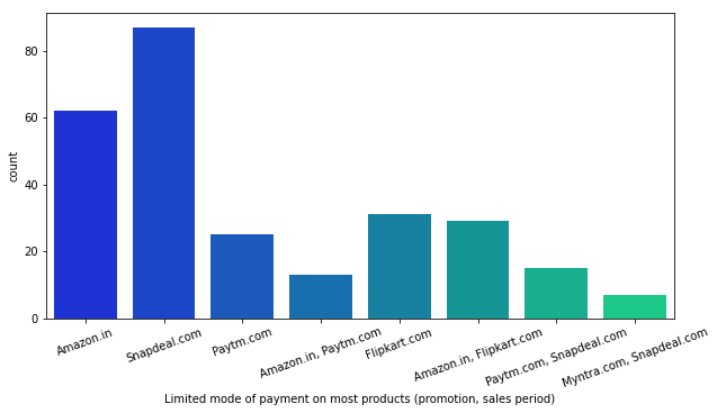 80
60
40
20
0
count
Amazon.in
Snapdeal.com
Paytm.com
Amazon.in, Paytm.com
Flipkart.com
Amazon.in, Flipkart.com
Paytm.com, Snapdeal.com
Myntra.com, Snapdeal.com
Limited mode of payment on most products (promotion, sales period)